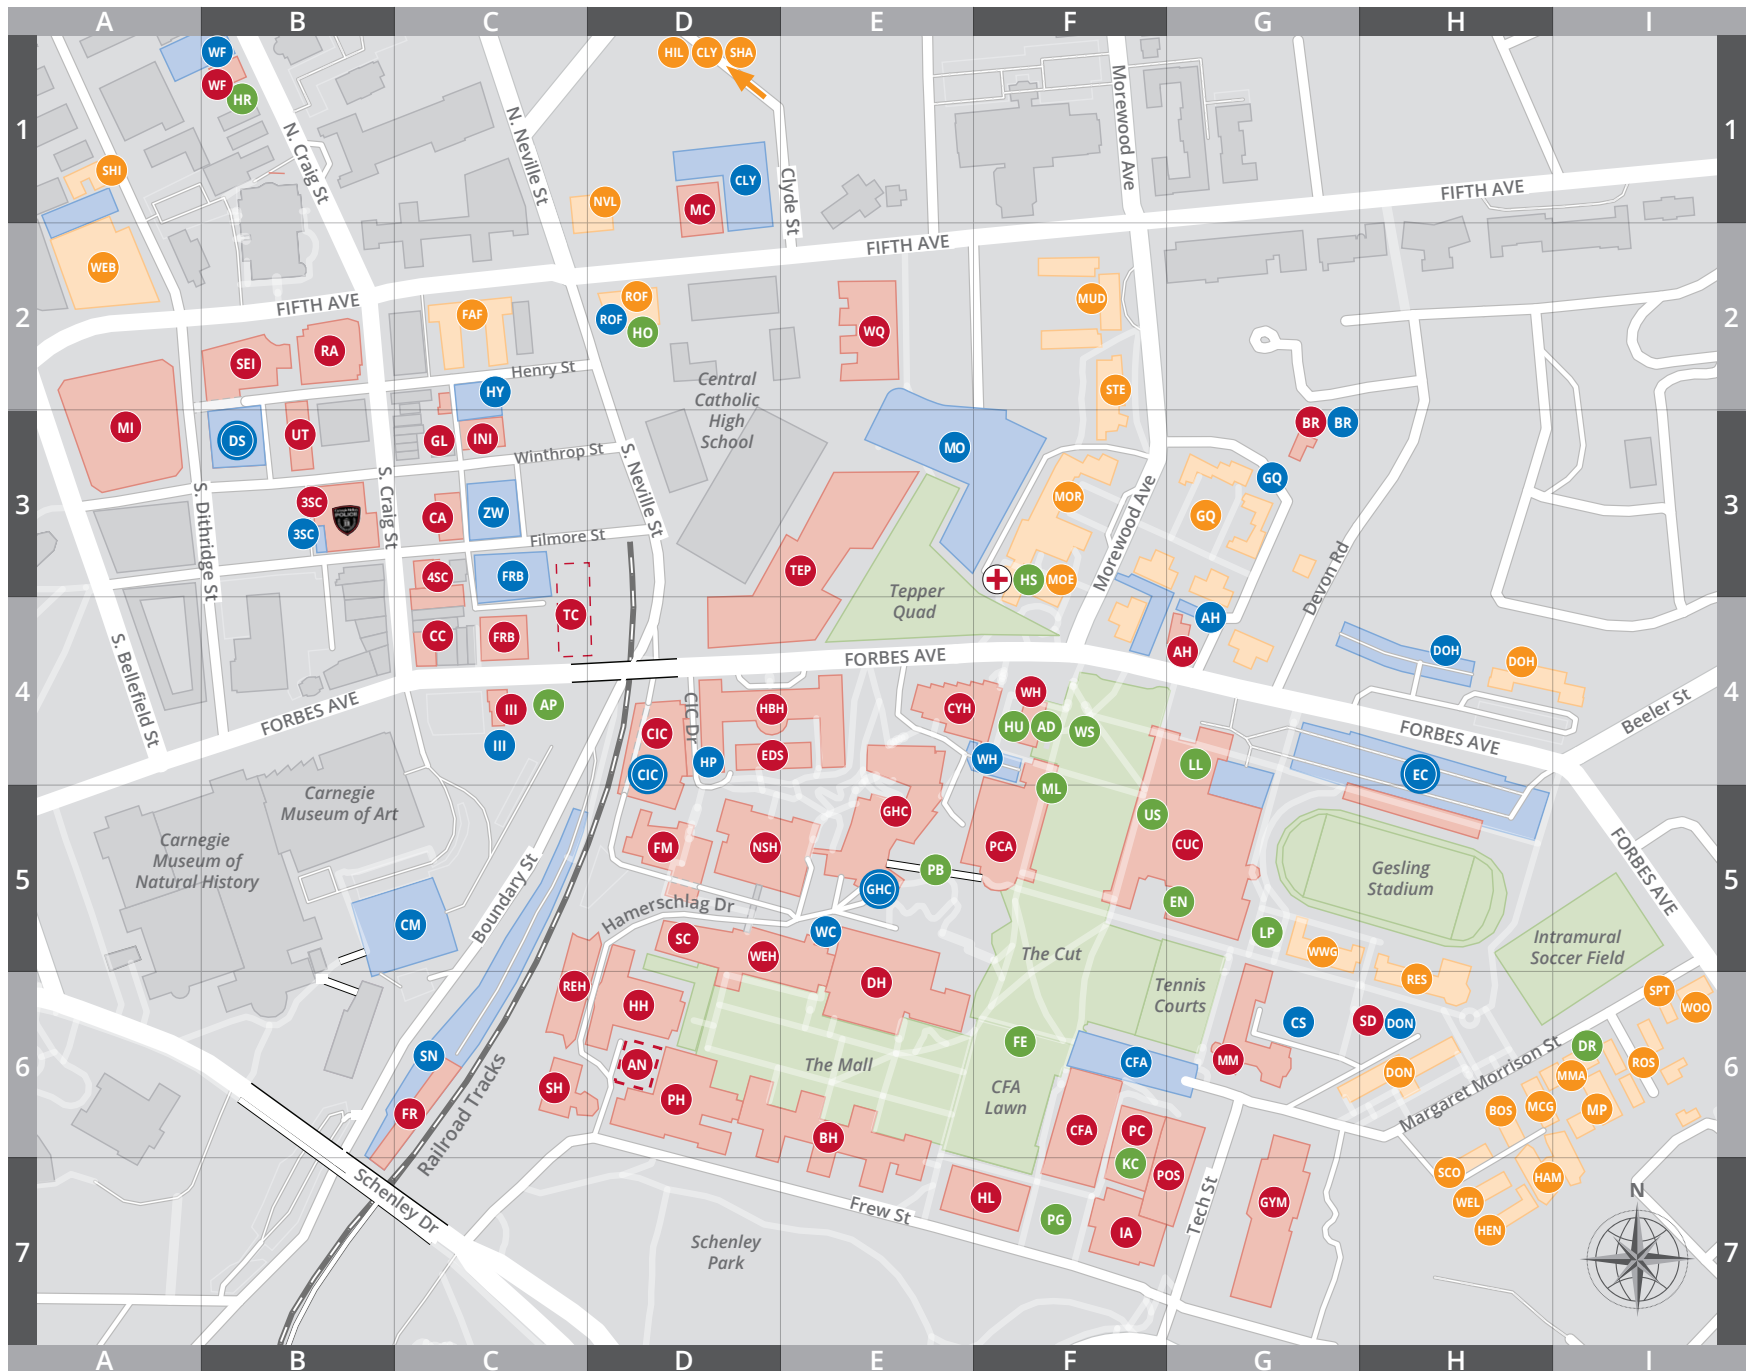 A B C D E F G H I
WF
WF
HR
HIL CLY SHA
1
1
N. Craig St
N. Neville St
Morewood Ave
SHI
CLY
Clyde St
FIFTH AVE
NVL
MC
WEB
FIFTH AVE
MUD
ROF
ROF
HO
FIFTH AVE
FAF
2
2
WQ
RA
SEI
Henry St
HY
Central
Catholic
High
School
STE
MI
DS
UT
GL
INI
BR BR
MO
Winthrop St
S. Neville St
GQ
MOR
3
3
3SC
3SC
Carnegie Mellon
POLICE
S. Craig St
S. Dithridge St
CA
ZW
GQ
Morewood Ave
Filmore St
4SC
FRB
TEP
HS
MOE
Devon Rd
Tepper
Quad
TC
AH
AH
CC
FRB
S. Bellefield St
FORBES AVE
DOH
DOH
4
4
FORBES AVE
III
AP
III
CIC Dr
HBH
CIC
CYH
WH
HU
AD
WS
Beeler St
FORBES AVE
EDS
HP
CIC
WH
LL
EC
ML
Carnegie
Museum of Art
Carnegie
Museum of
Natural History
GHC
US
FM
NSH
PCA
CUC
5
5
PB
Gesling
Stadium
FORBES AVE
GHC
EN
Boundary St
Hamerschlag Dr
CM
WC
LP
SC
WEH
The Cut
WWG
Intramural
Soccer Field
REH
DH
RES
HH
Tennis
Courts
SPT
WOO
CS
SD
DON
FE
DR
SN
AN
The Mall
CFA
MM
ROS
6
6
DON
MMA
SH
PH
CFA
Lawn
Margaret Morrison St
BOS
MCG
MP
FR
Railroad Tracks
BH
CFA
PC
KC
POS
SCO
HAM
HL
Schenley Dr
Frew St
PG
IA
Tech St
GYM
WEL
HEN
N
Schenley
Park
7
7
A B C D E F G H I